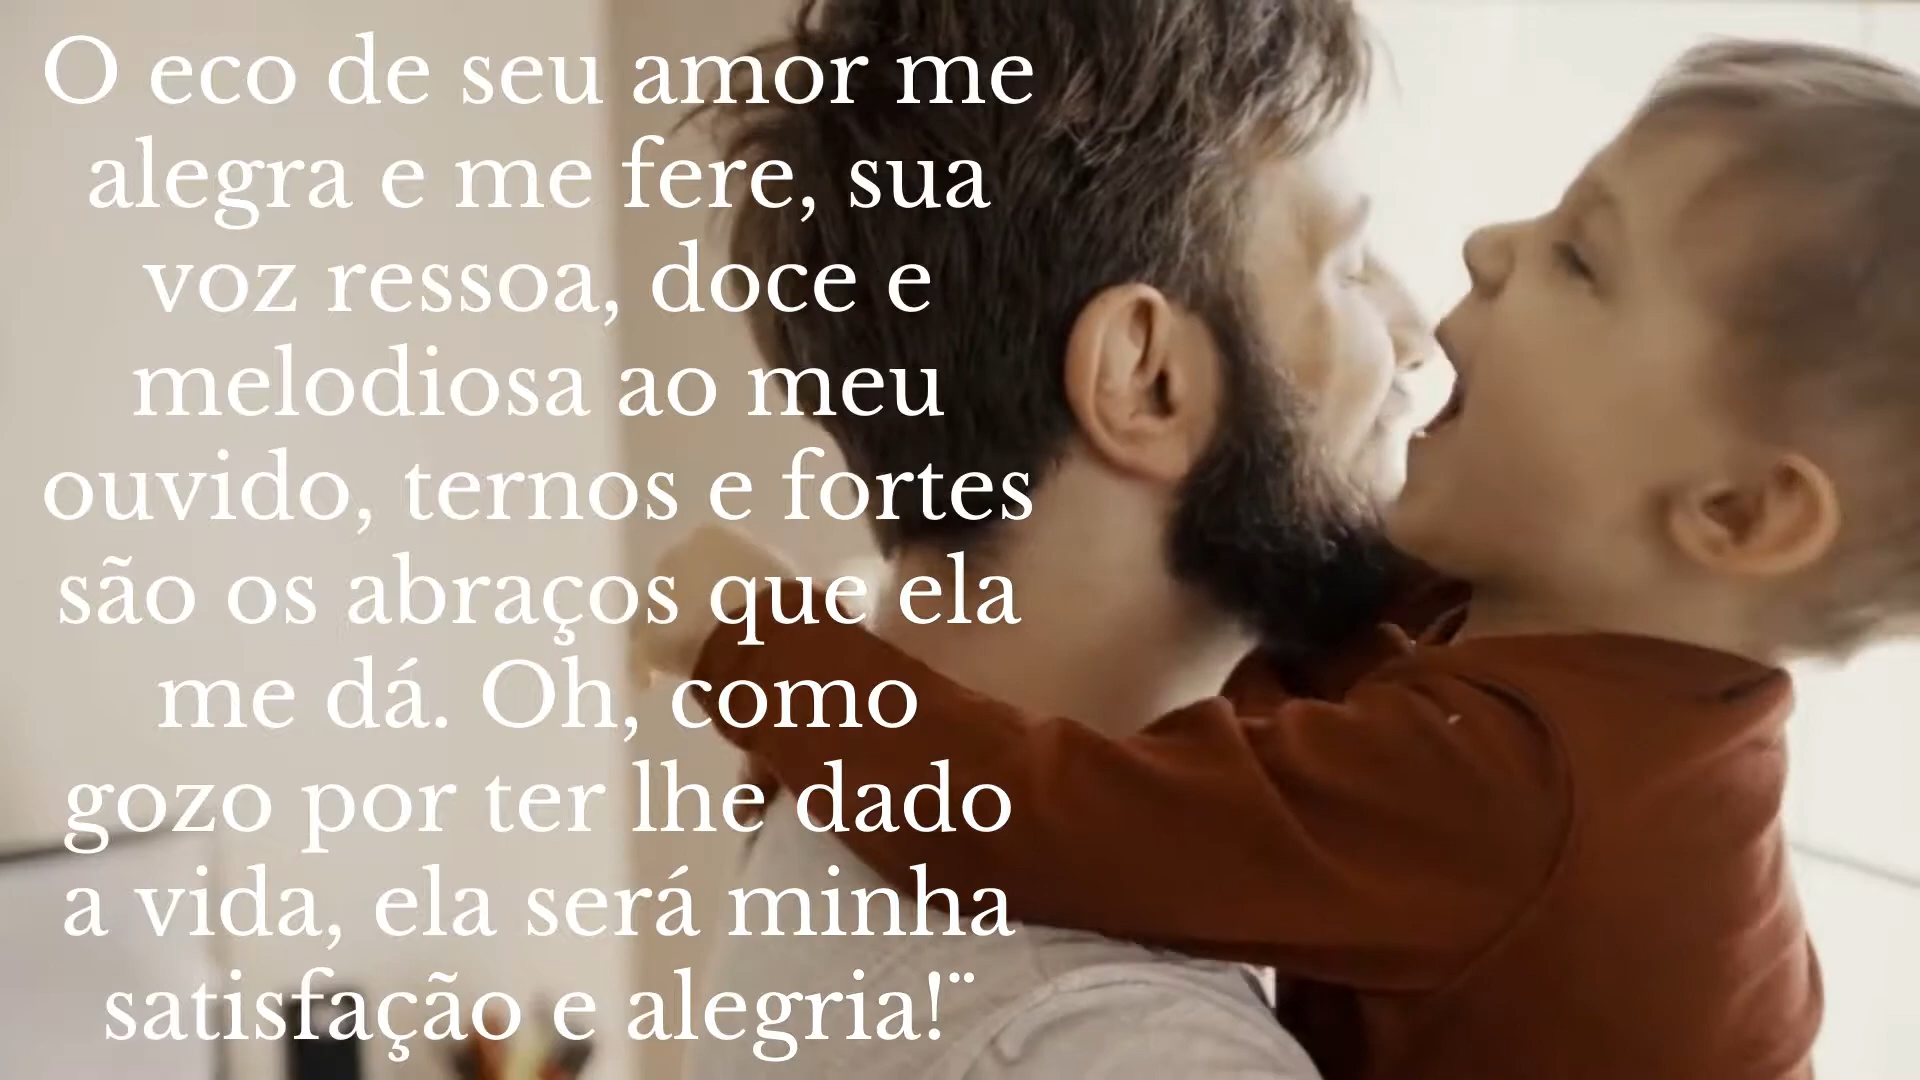 O eco de seu amor me
alegra e me fere, sua
voz ressoa, doce e
melodiosa ao meu
ouvido, ternos e fortes
são os abraços que ela
me dá. Oh, como
gozo por ter lhe dado
a vida, ela será minha
satisfação e alegria!¨